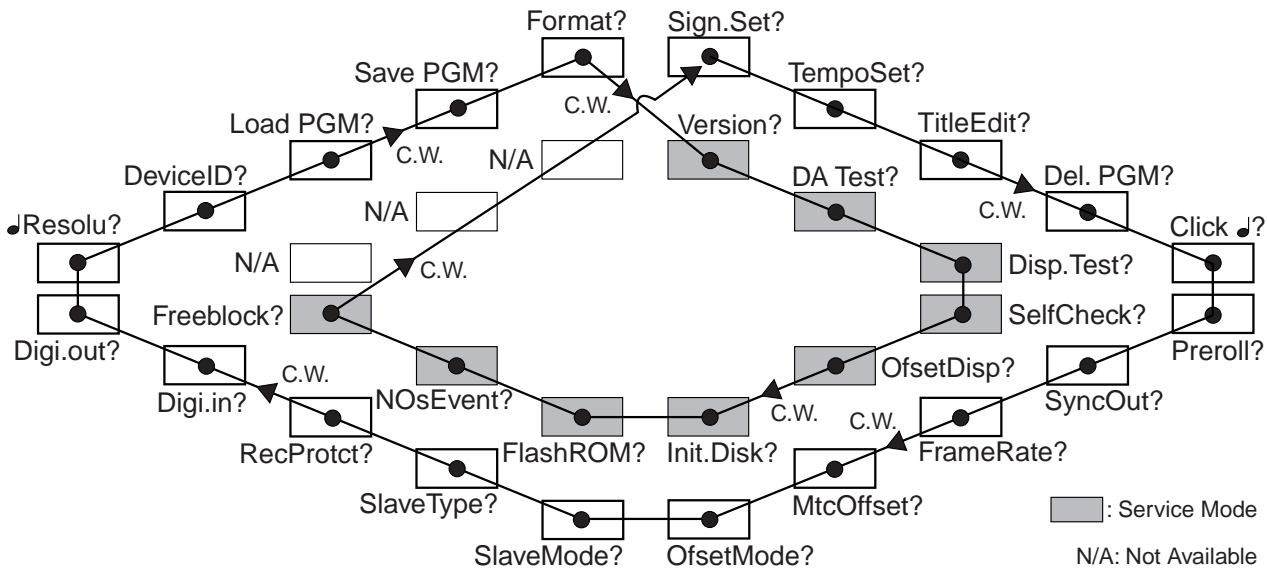 Format?
Sign.Set?
Save PGM?
TempoSet?
C.W.
Load PGM?
Version?
TitleEdit?
C.W.
N/A
DeviceID?
DA Test?
Del. PGM?
N/A
C.W.
♩Resolu?
Click ♩?
N/A
C.W.
Disp.Test?
Freeblock?
SelfCheck?
Digi.out?
Preroll?
C.W.
OfsetDisp?
Digi.in?
NOsEvent?
SyncOut?
C.W.
C.W.
RecProtct?
FlashROM?
Init.Disk?
FrameRate?
SlaveType?
MtcOffset?
: Service Mode
SlaveMode?
OfsetMode?
N/A: Not Available